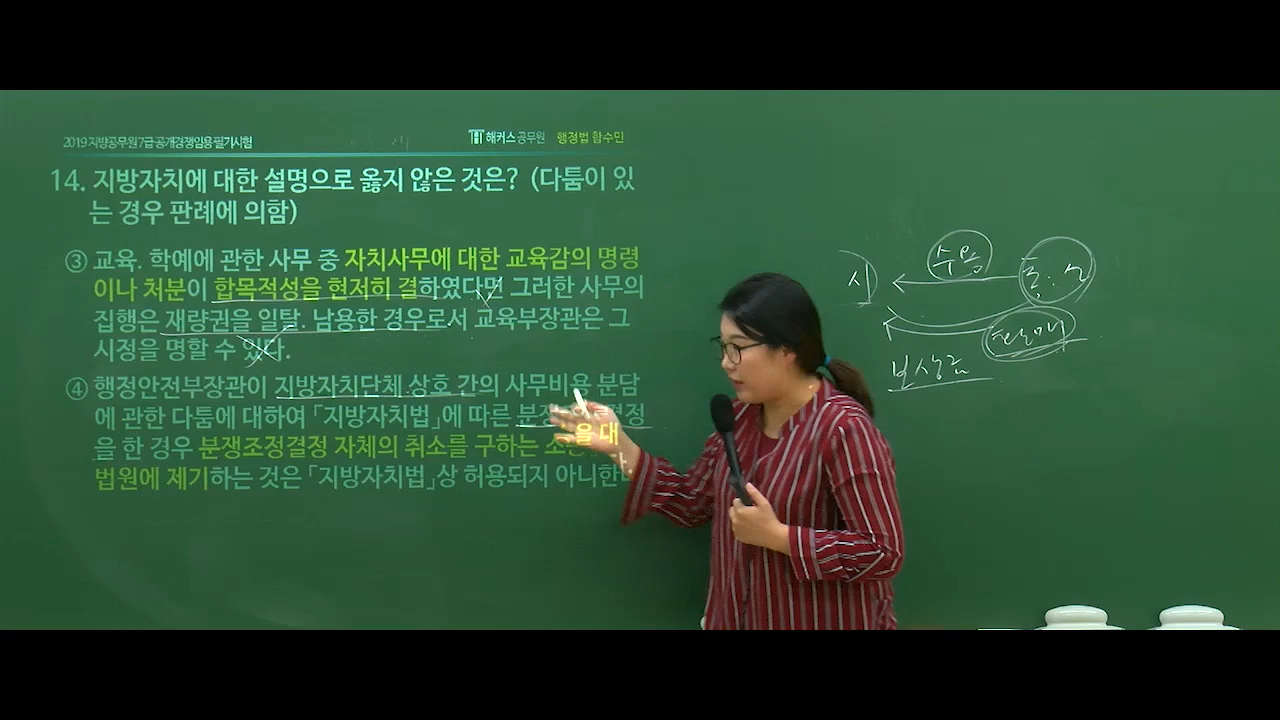 2019 지방공무원 7급 공개경쟁임용 필기시험
해커스 공무원 행정법 함수민
14. 지방자치에 대한 설명으로 옳지 않은 것은? (다툼이 있
는 경우 판례에 의함)
③ 교육. 학예에 관한 사무 중 자치사무에 대한 교육감의 명령
이나 처분이 합목적성을 현저히 결하였다면 그러한 사무의
집행은 재량권을 일탈. 남용한 경우로서 교육부장관은 그
시정을 명할 수 있다.
④ 행정안전부장관이 지방자치단체 상호 간의 사무비용 분담
에 관한 다툼에 대하여 「지방자치법」에 따른 분쟁 결정
을 한 경우 분쟁조정결정 자체의 취소를 구하는 을 대
법원에 제기하는 것은 「지방자치법」상 허용되지 아니한다.
시 수용
보상금